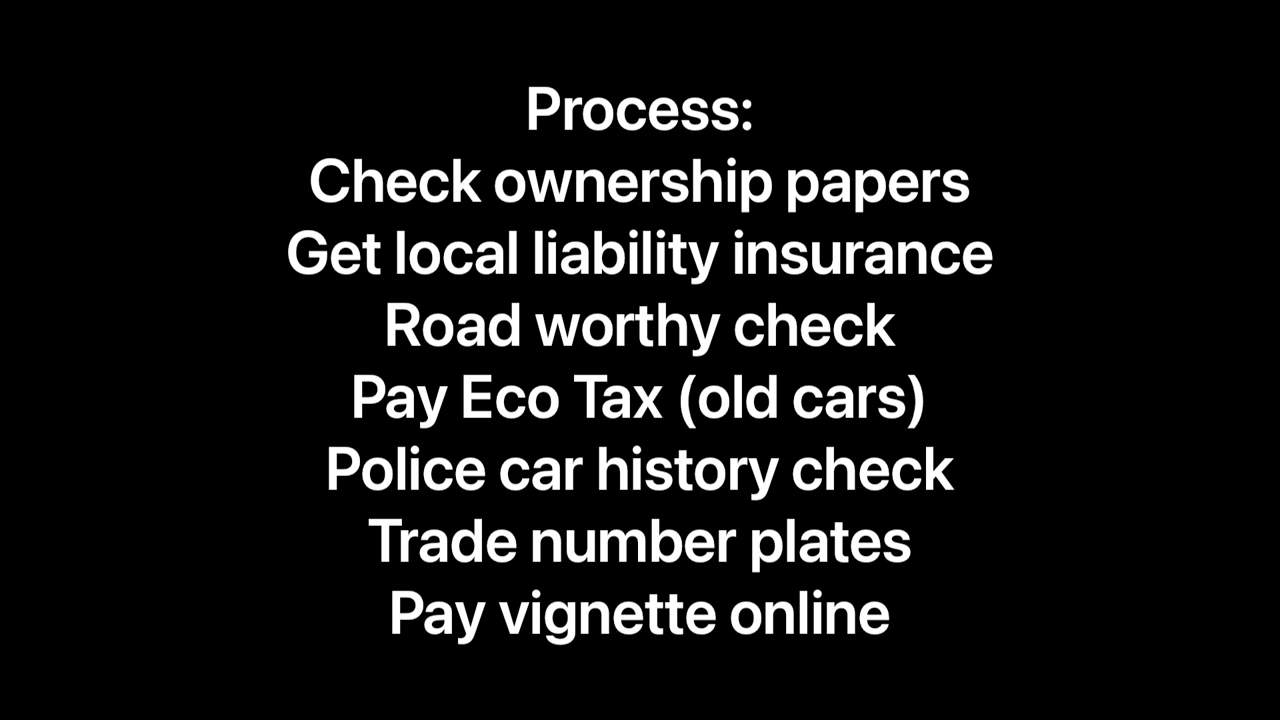 Process:
Check ownership papers
Get local liability insurance
Road worthy check
Pay Eco Tax (old cars)
Police car history check
Trade number plates
Pay vignette online